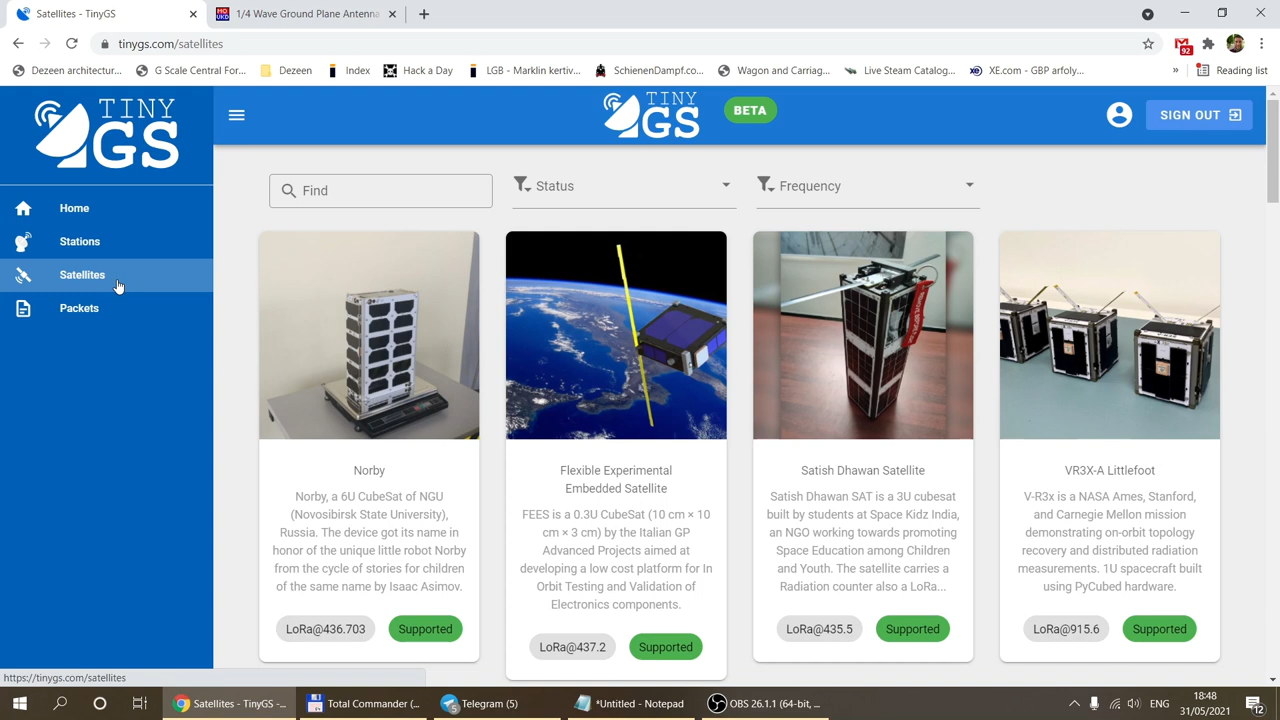 Satellites - TinyGS
1/4 Wave Ground Plane Antenna
tinygs.com/satellites
92
Dezeen architectur...
G Scale Central For...
Dezeen
Index
Hack a Day
LGB - Marklin kertiv...
SchienenDampf.co...
Wagon and Carriag...
Live Steam Catalog...
XE.com - GBP arfoly...
»
Reading list
TINY
GS
TINY
GS
BETA
SIGN OUT
Home
Stations
Satellites
Packets
Find
Status
Frequency
Norby
Norby, a 6U CubeSat of NGU
(Novosibirsk State University),
Russia. The device got its name in
honor of the unique little robot Norby
from the cycle of stories for children
of the same name by Isaac Asimov.
LoRa@436.703
Supported
Flexible Experimental
Embedded Satellite
FEES is a 0.3U CubeSat (10 cm × 10
cm × 3 cm) by the Italian GP
Advanced Projects aimed at
developing a low cost platform for In
Orbit Testing and Validation of
Electronics components.
LoRa@437.2
Supported
Satish Dhawan Satellite
Satish Dhawan SAT is a 3U cubesat
built by students at Space Kidz India,
an NGO working towards promoting
Space Education among Children
and Youth. The satellite carries a
Radiation counter also a LoRa...
LoRa@435.5
Supported
VR3X-A Littlefoot
V-R3x is a NASA Ames, Stanford,
and Carnegie Mellon mission
demonstrating on-orbit topology
recovery and distributed radiation
measurements. 1U spacecraft built
using PyCubed hardware.
LoRa@915.6
Supported
https://tinygs.com/satellites
Satellites - TinyGS -...
Total Commander (...
Telegram (5)
*Untitled - Notepad
OBS 26.1.1 (64-bit, ...
ENG
18:48
31/05/2021
12